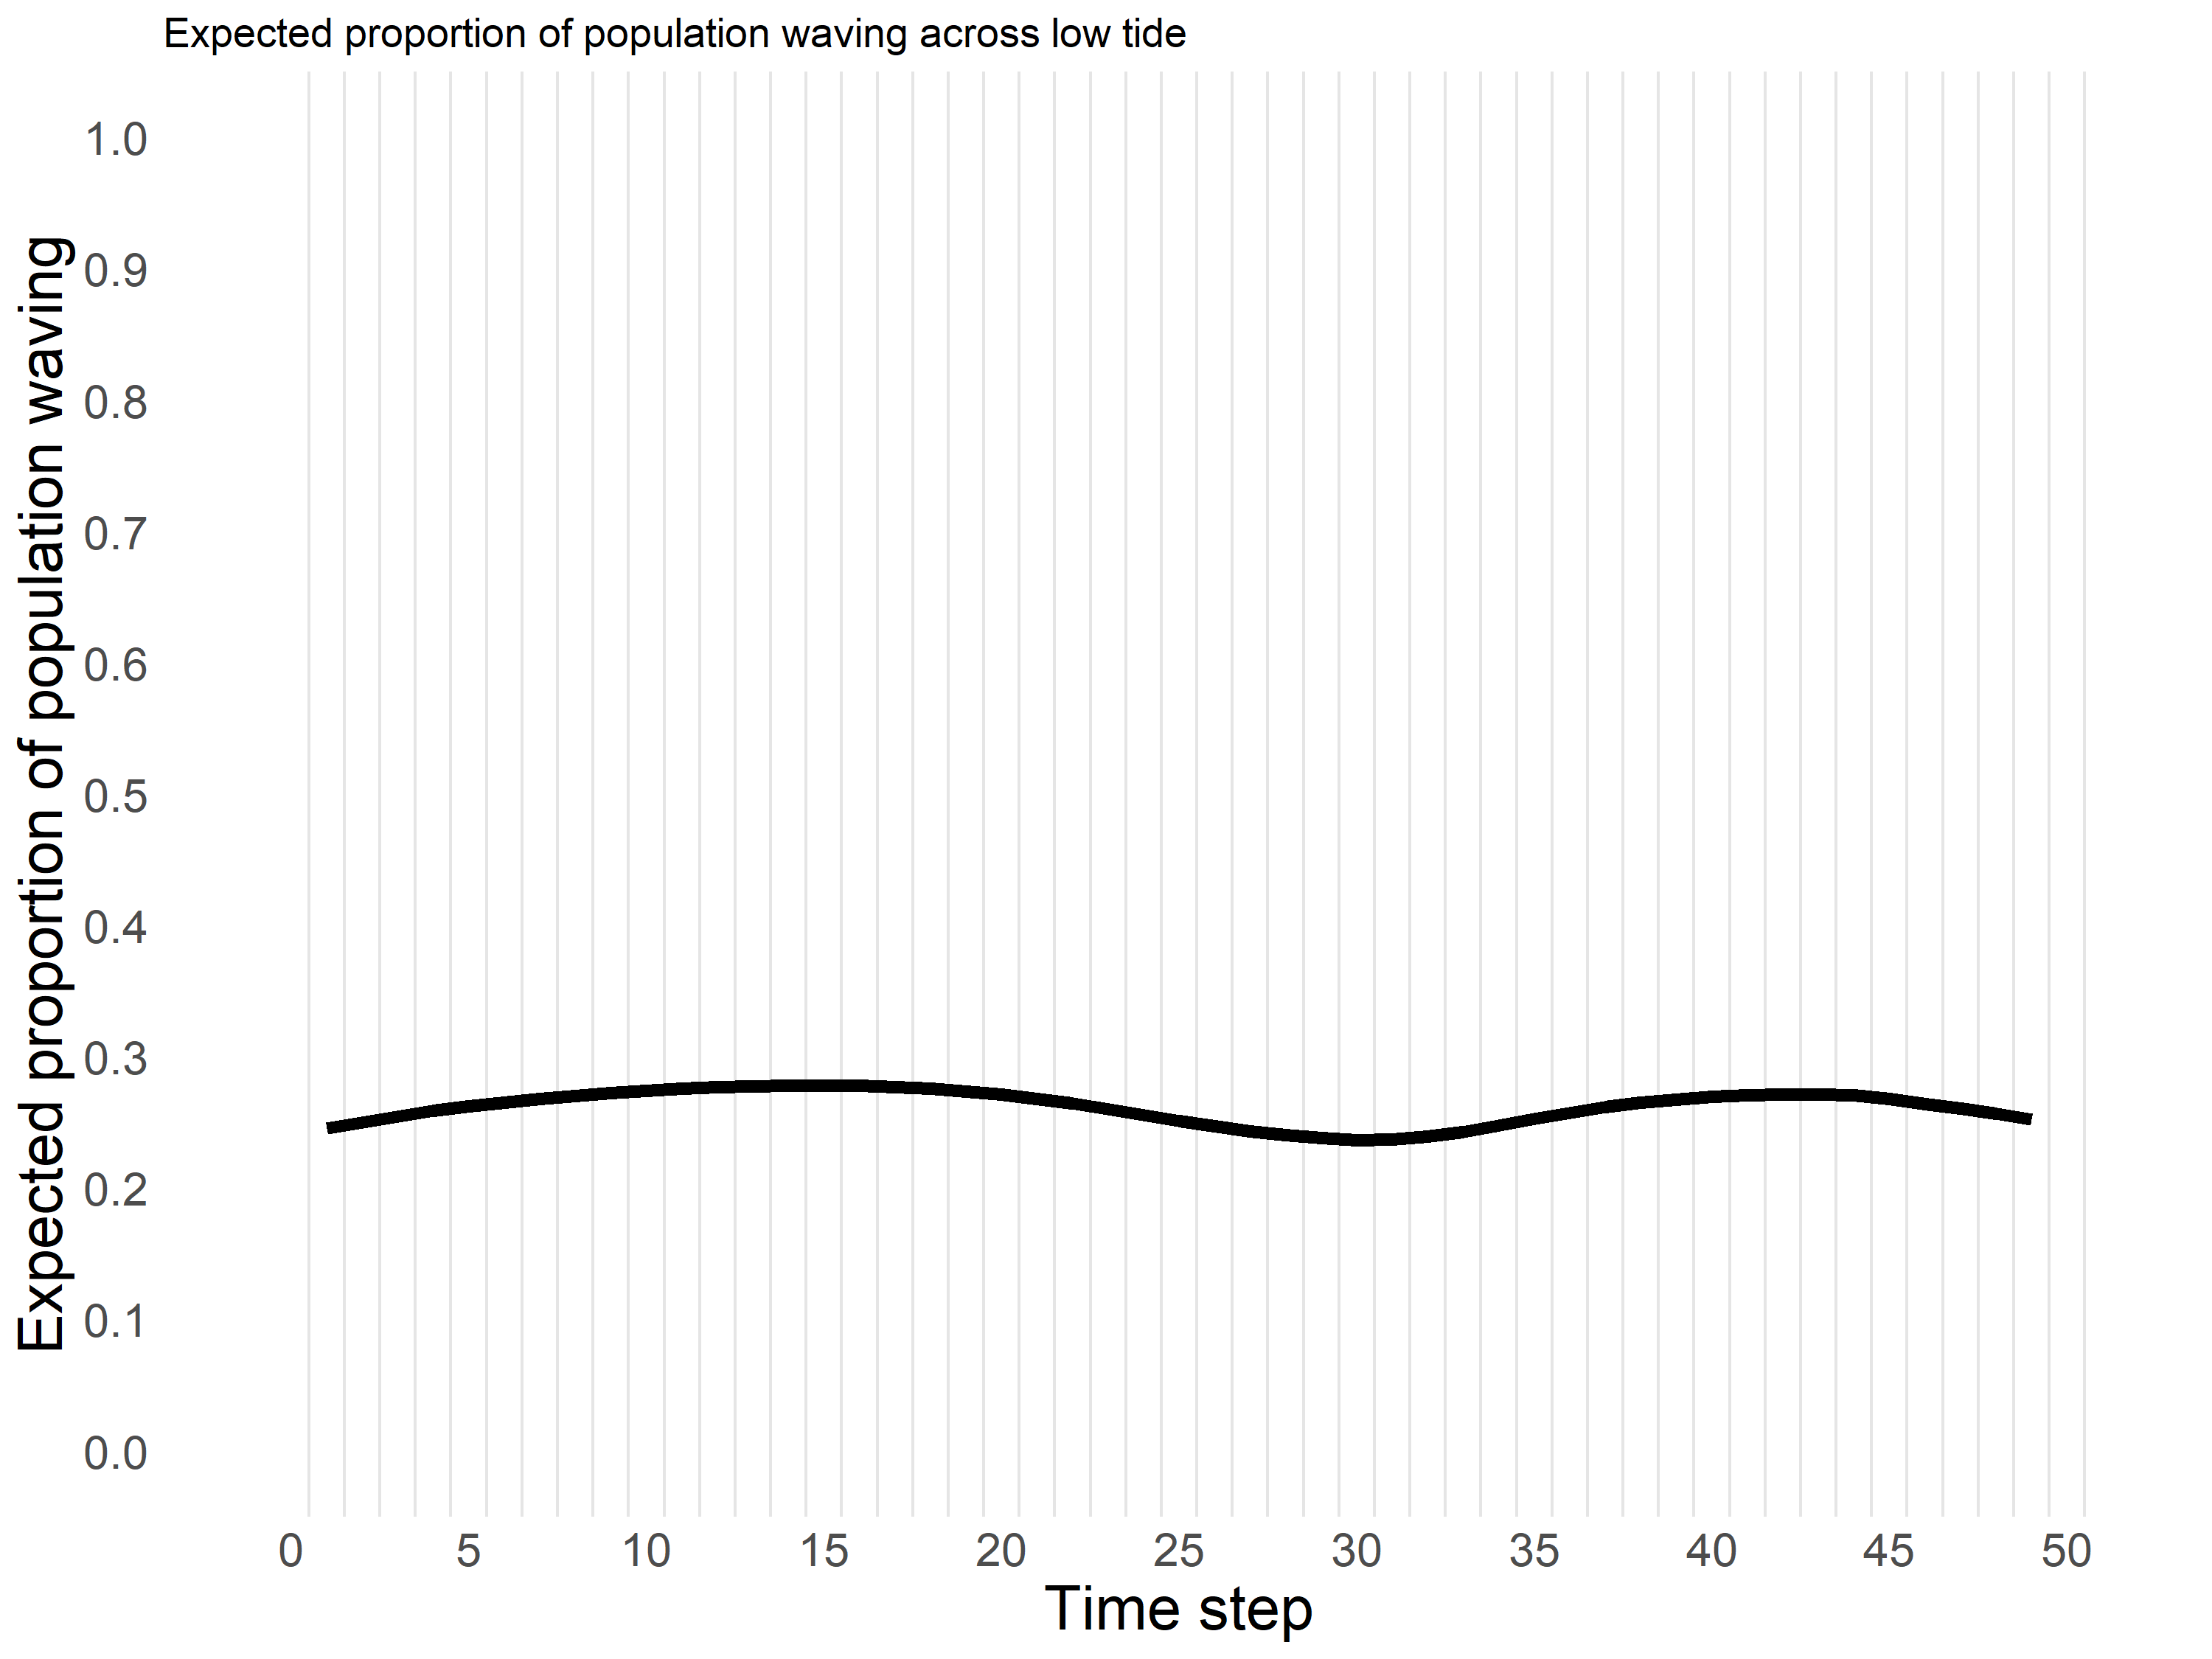 Expected proportion of population waving across low tide
Expected proportion of population waving
1.0
0.9
0.8
0.7
0.6
0.5
0.4
0.3
0.2
0.1
0.0
0 5 10 15 20 25 30 35 40 45 50
Time step